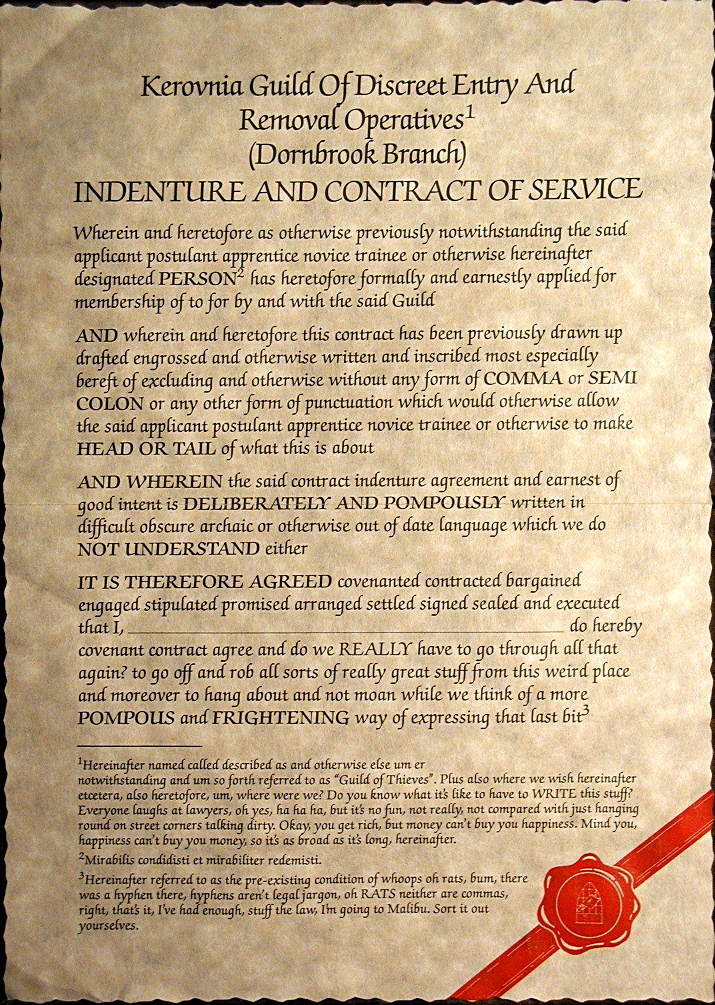 Kerovnia Guild Of Discreet Entry And
Removal Operatives¹
(Dornbrook Branch)
INDENTURE AND CONTRACT OF SERVICE
Wherein and heretofore as otherwise previously notwithstanding the said
applicant postulant apprentice novice trainee or otherwise hereinafter
designated PERSON² has heretofore formally and earnestly applied for
membership of to for by and with the said Guild
AND wherein and heretofore this contract has been previously drawn up
drafted engrossed and otherwise written and inscribed most especially
bereft of excluding and otherwise without any form of COMMA or SEMI
COLON or any other form of punctuation which would otherwise allow
the said applicant postulant apprentice novice trainee or otherwise to make
HEAD OR TAIL of what this is about
AND WHEREIN the said contract indenture agreement and earnest of
good intent is DELIBERATELY AND POMPOUSLY written in
difficult obscure archaic or otherwise out of date language which we do
NOT UNDERSTAND either
IT IS THEREFORE AGREED covenanted contracted bargained
engaged stipulated promised arranged settled signed sealed and executed
that I, ______ do hereby
covenant contract agree and do we REALLY have to go through all that
again? to go off and rob all sorts of really great stuff from this weird place
and moreover to hang about and not moan while we think of a more
POMPOUS and FRIGHTENING way of expressing that last bit³
¹Hereinafter named called described as and otherwise else um er
notwithstanding and um so forth referred to as "Guild of Thieves". Plus also where we wish hereinafter
etcetera, also heretofore, um, where were we? Do you know what it's like to have to WRITE this stuff?
Everyone laughs at lawyers, oh yes, ha ha ha, but it's no fun, not really, not compared with just hanging
round on street corners talking dirty. Okay, you get rich, but money can't buy you happiness. Mind you,
happiness can't buy you money, so it's as broad as it's long, hereinafter.
²Mirabilis condidisti et mirabiliter redemisti.
³Hereinafter referred to as the pre-existing condition of whoops oh rats, bum, there
was a hyphen there, hyphens aren't legal jargon, oh RATS neither are commas,
right, that's it, I've had enough, stuff the law, I'm going to Malibu. Sort it out
yourselves.